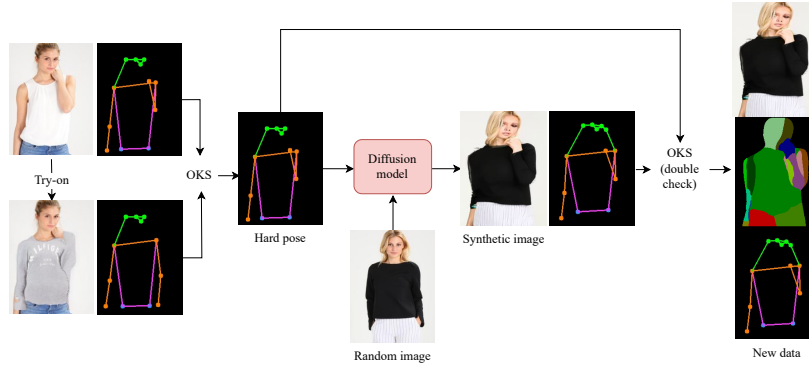 Try-on
OKS
Hard pose
Diffusion
model
Random image
Synthetic image
OKS
(double
check)
New data